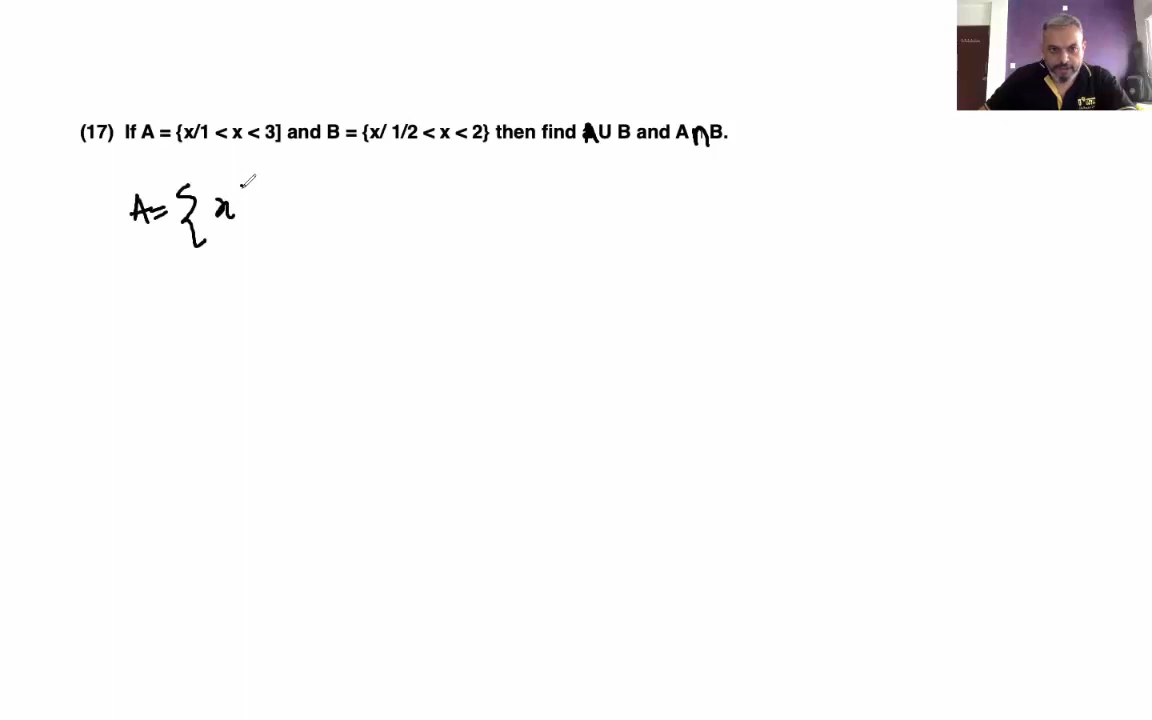 (17) If A = {x/1 < x < 3] and B = {x/ 1/2 < x < 2} then find A U B and A ∩ B.
A = { x